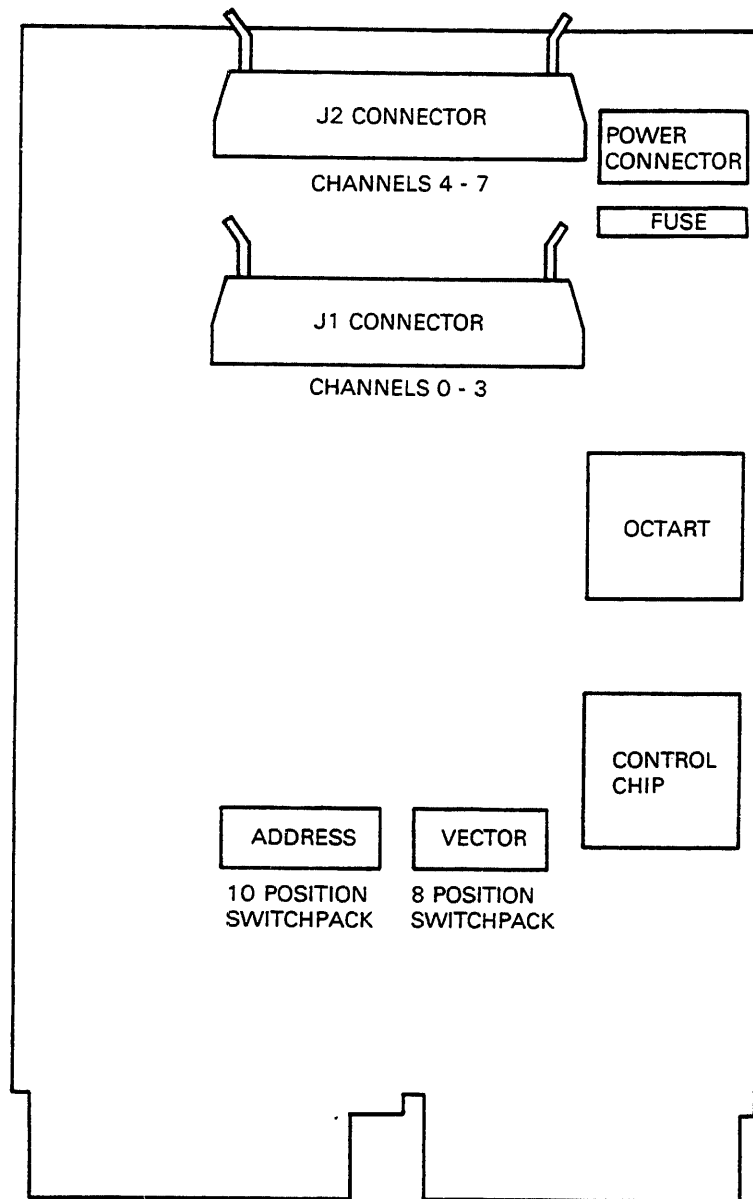 J2 CONNECTOR
POWER
CONNECTOR
CHANNELS 4 - 7
FUSE
J1 CONNECTOR
CHANNELS 0 - 3
OCTART
CONTROL
CHIP
ADDRESS
VECTOR
10 POSITION
SWITCHPACK
8 POSITION
SWITCHPACK